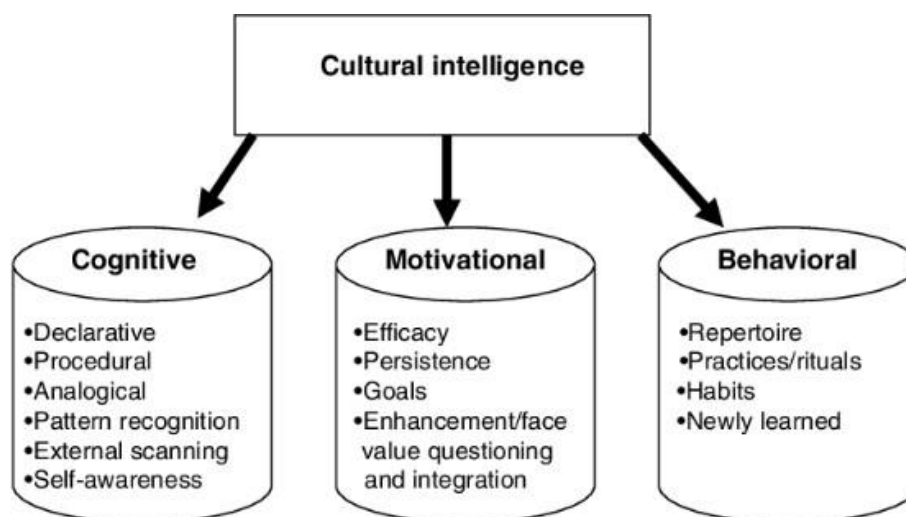 Cultural intelligence
Cognitive
•Declarative
•Procedural
•Analogical
•Pattern recognition
•External scanning
•Self-awareness
Motivational
•Efficacy
•Persistence
•Goals
•Enhancement/face
value questioning
and integration
Behavioral
•Repertoire
•Practices/rituals
•Habits
•Newly learned